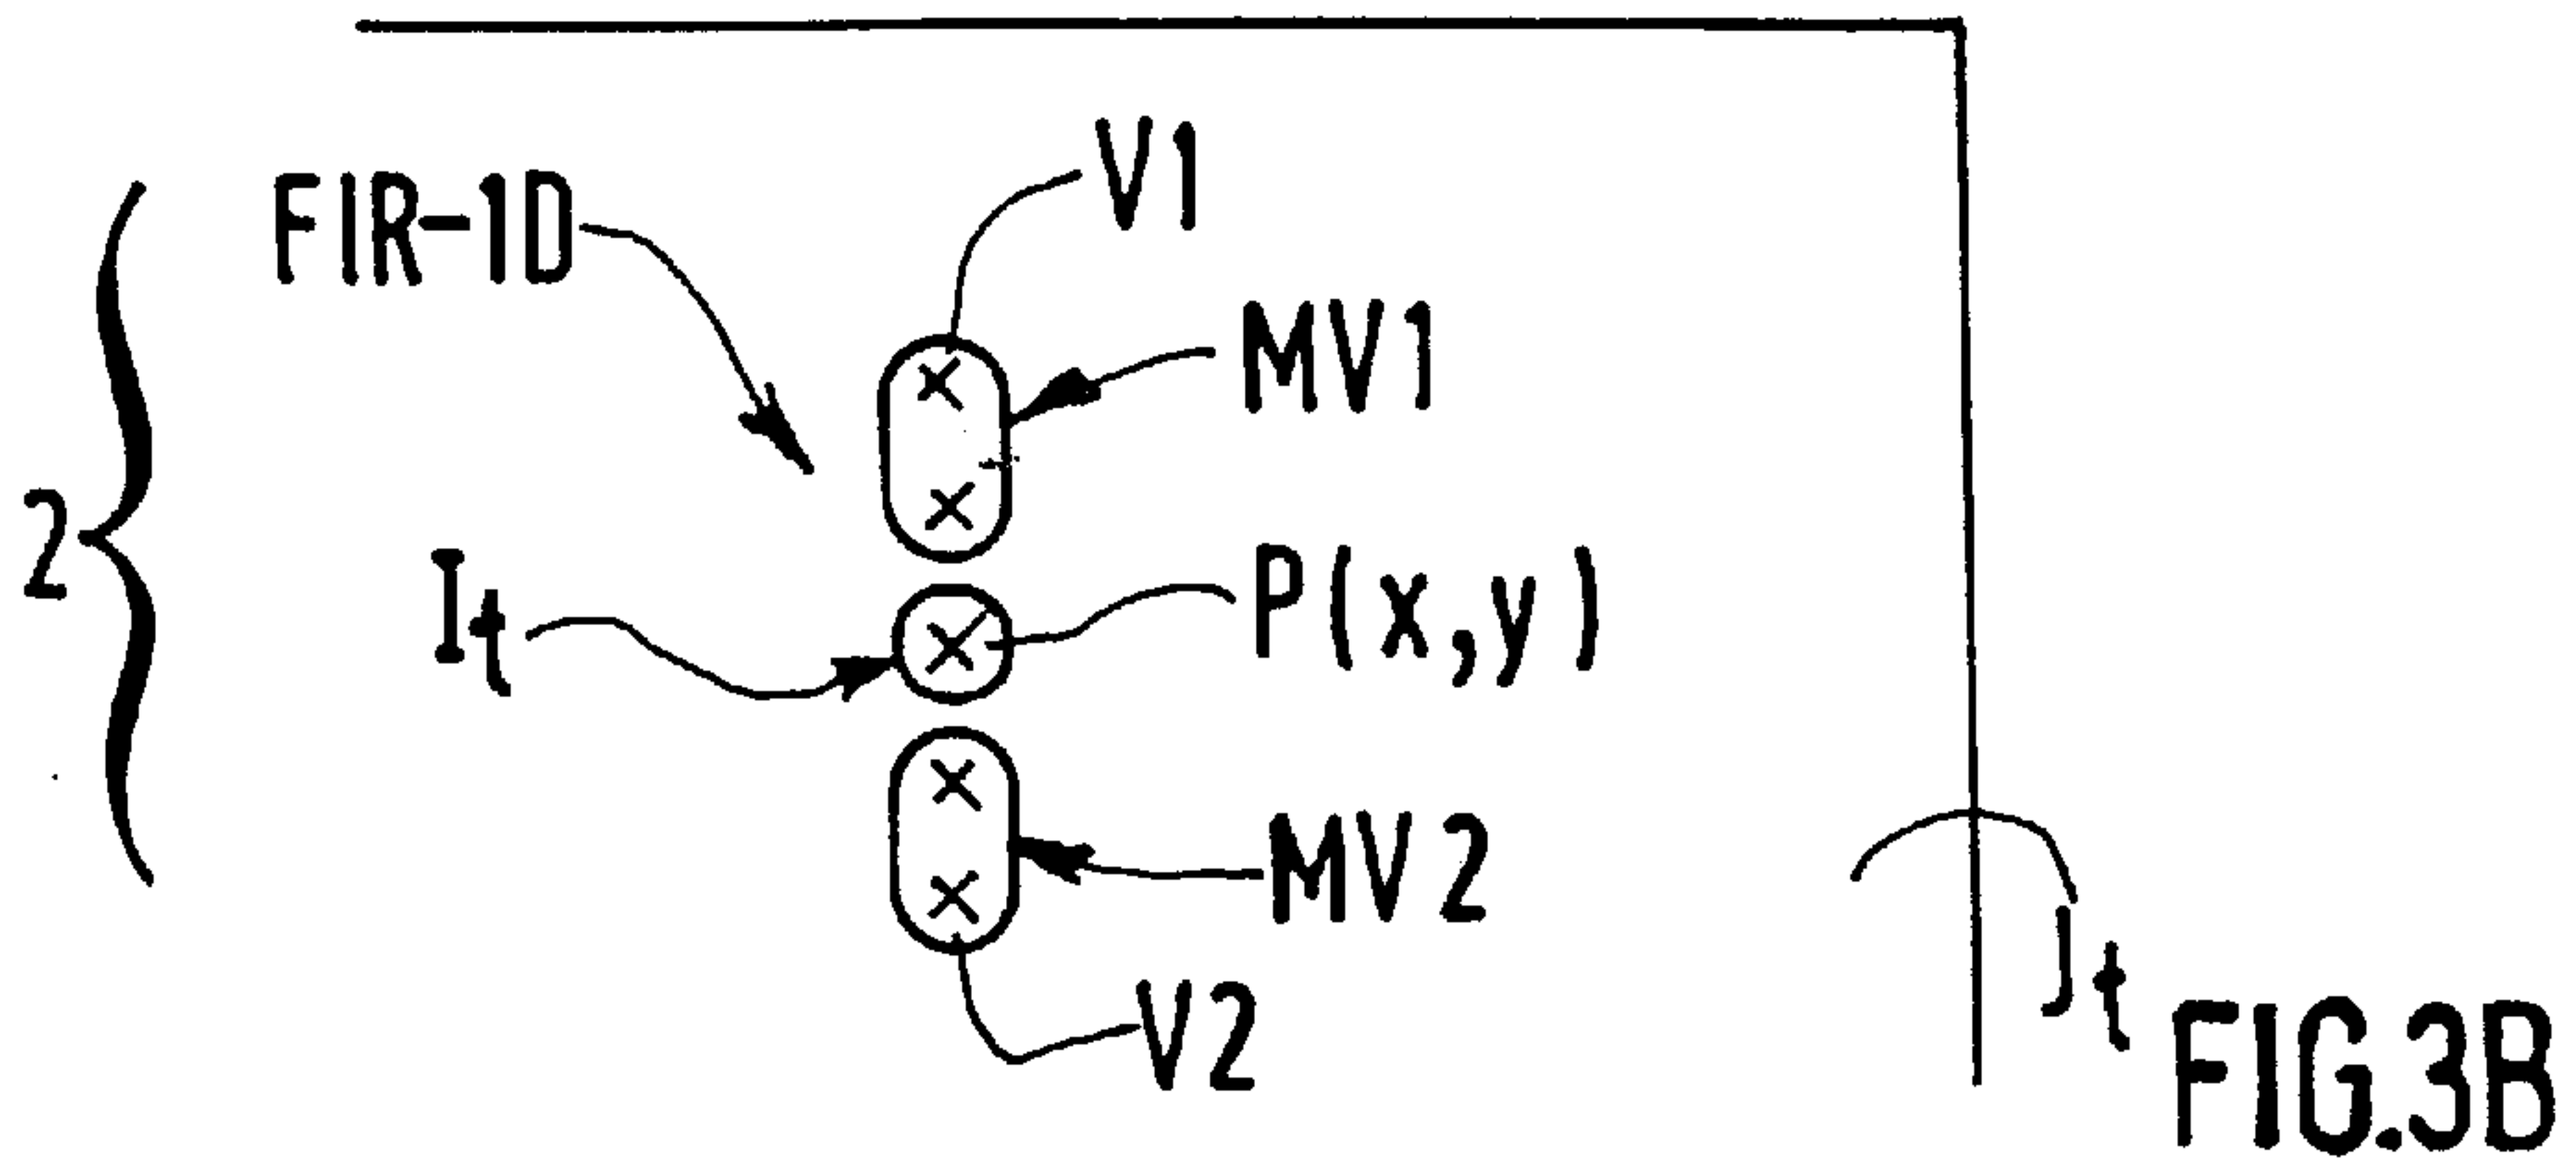 V1
FIR-1D
MV1
2
It
P(x,y)
MV2
V2
Jt
FIG.3B